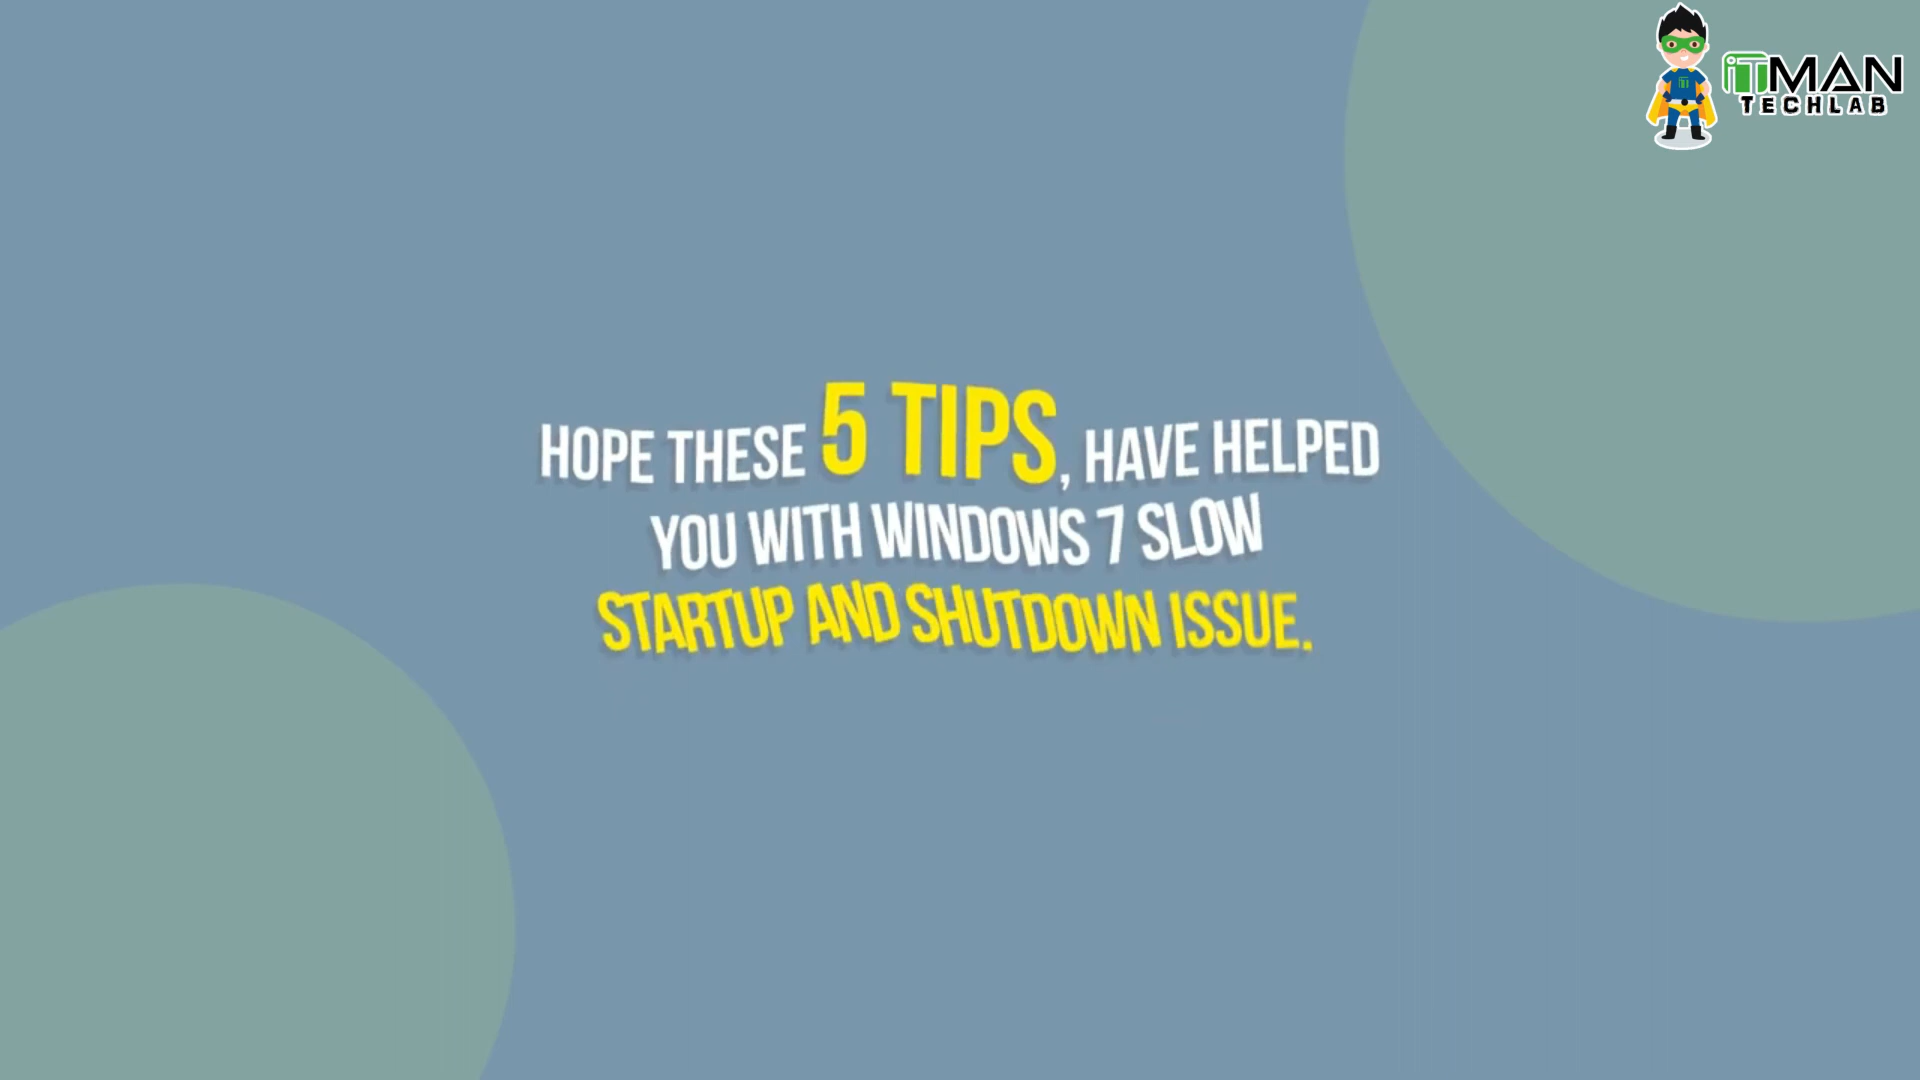 iTMAN
TECHLAB
HOPE THESE 5 TIPS, HAVE HELPED
YOU WITH WINDOWS 7 SLOW
STARTUP AND SHUTDOWN ISSUE.